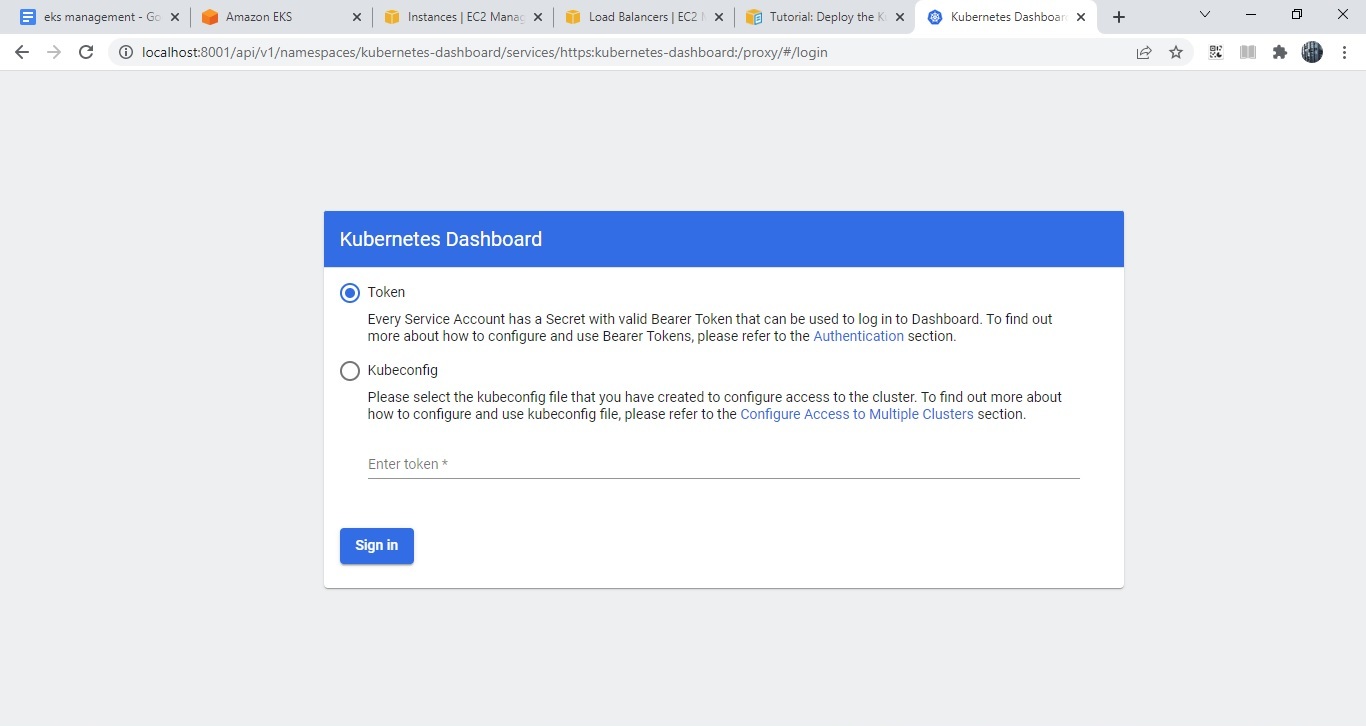 eks management - Go
Amazon EKS
Instances | EC2 Manag
Load Balancers | EC2 M
Tutorial: Deploy the K
Kubernetes Dashboar
localhost:8001/api/v1/namespaces/kubernetes-dashboard/services/https:kubernetes-dashboard:/proxy/#/login
Kubernetes Dashboard
Token
Every Service Account has a Secret with valid Bearer Token that can be used to log in to Dashboard. To find out
more about how to configure and use Bearer Tokens, please refer to the Authentication section.
Kubeconfig
Please select the kubeconfig file that you have created to configure access to the cluster. To find out more about
how to configure and use kubeconfig file, please refer to the Configure Access to Multiple Clusters section.
Enter token *
Sign in